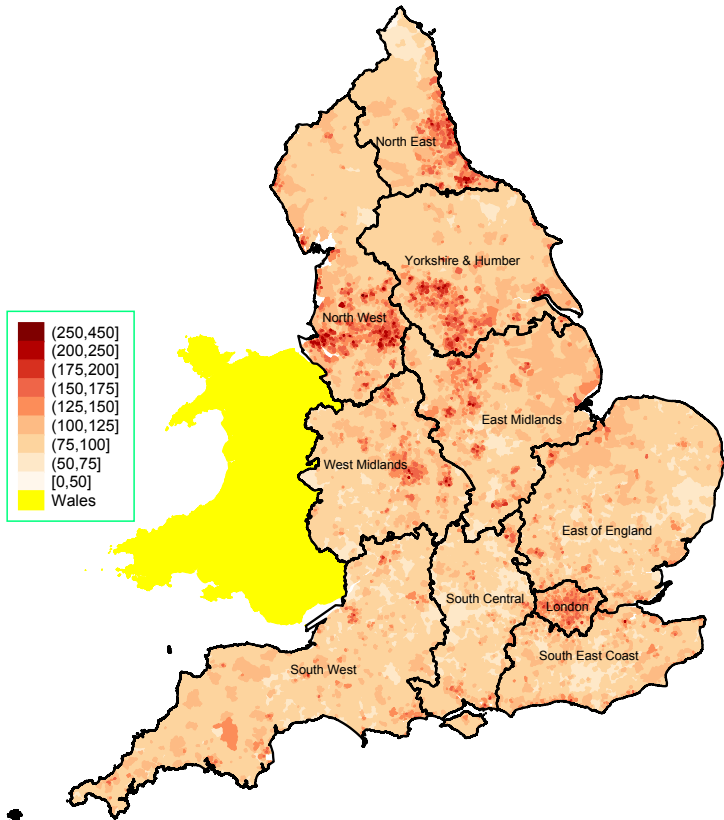 North East
Yorkshire & Humber
North West
(250,450]
(200,250]
(175,200]
(150,175]
(125,150]
(100,125]
(75,100]
(50,75]
[0,50]
Wales
East Midlands
West Midlands
East of England
South Central
London
South East Coast
South West